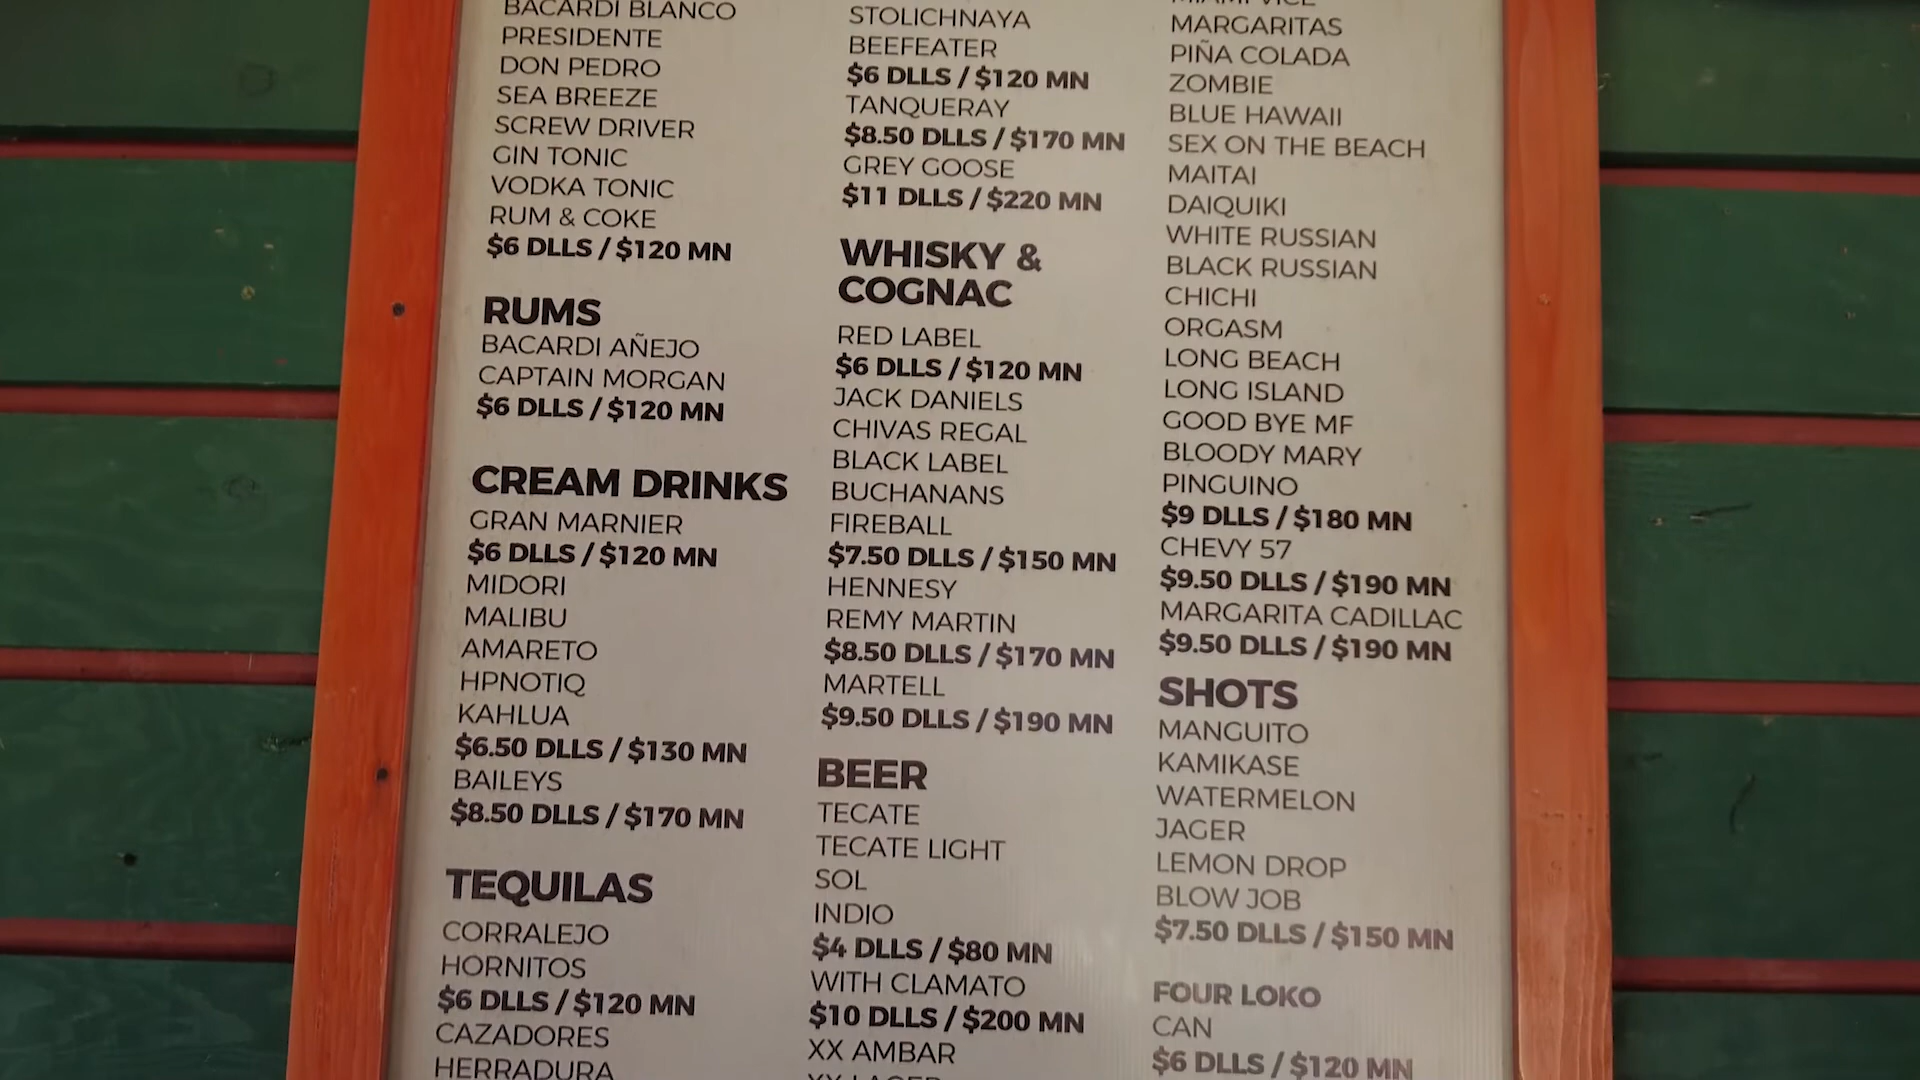 BACARDI BLANCO
PRESIDENTE
DON PEDRO
SEA BREEZE
SCREW DRIVER
GIN TONIC
VODKA TONIC
RUM & COKE
$6 DLLS / $120 MN
RUMS
BACARDI AÑEJO
CAPTAIN MORGAN
$6 DLLS / $120 MN
CREAM DRINKS
GRAN MARNIER
$6 DLLS / $120 MN
MIDORI
MALIBU
AMARETO
HPNOTIQ
KAHLUA
$6.50 DLLS / $130 MN
BAILEYS
$8.50 DLLS / $170 MN
TEQUILAS
CORRALEJO
HORNITOS
$6 DLLS / $120 MN
CAZADORES
HERRADURA
STOLICHNAYA
BEEFEATER
$6 DLLS / $120 MN
TANQUERAY
$8.50 DLLS / $170 MN
GREY GOOSE
$11 DLLS / $220 MN
WHISKY &
COGNAC
RED LABEL
$6 DLLS / $120 MN
JACK DANIELS
CHIVAS REGAL
BLACK LABEL
BUCHANANS
FIREBALL
$7.50 DLLS / $150 MN
HENNESY
REMY MARTIN
$8.50 DLLS / $170 MN
MARTELL
$9.50 DLLS / $190 MN
BEER
TECATE
TECATE LIGHT
SOL
INDIO
$4 DLLS / $80 MN
WITH CLAMATO
$10 DLLS / $200 MN
XX AMBAR
XX LAGER
MIAMI VICE
MARGARITAS
PIÑA COLADA
ZOMBIE
BLUE HAWAII
SEX ON THE BEACH
MAITAI
DAIQUIKI
WHITE RUSSIAN
BLACK RUSSIAN
CHICHI
ORGASM
LONG BEACH
LONG ISLAND
GOOD BYE MF
BLOODY MARY
PINGUINO
$9 DLLS / $180 MN
CHEVY 57
$9.50 DLLS / $190 MN
MARGARITA CADILLAC
$9.50 DLLS / $190 MN
SHOTS
MANGUITO
KAMIKASE
WATERMELON
JAGER
LEMON DROP
BLOW JOB
$7.50 DLLS / $150 MN
FOUR LOKO
CAN
$6 DLLS / $120 MN